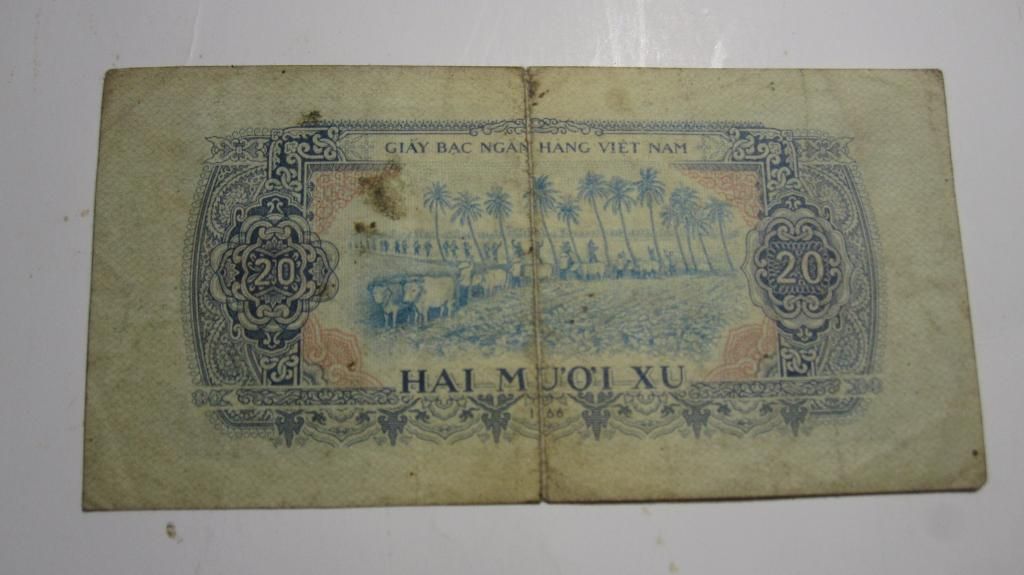 GIẤY BẠC NGÂN HÀNG VIỆT NAM
20 20
HAI MƯƠI XU